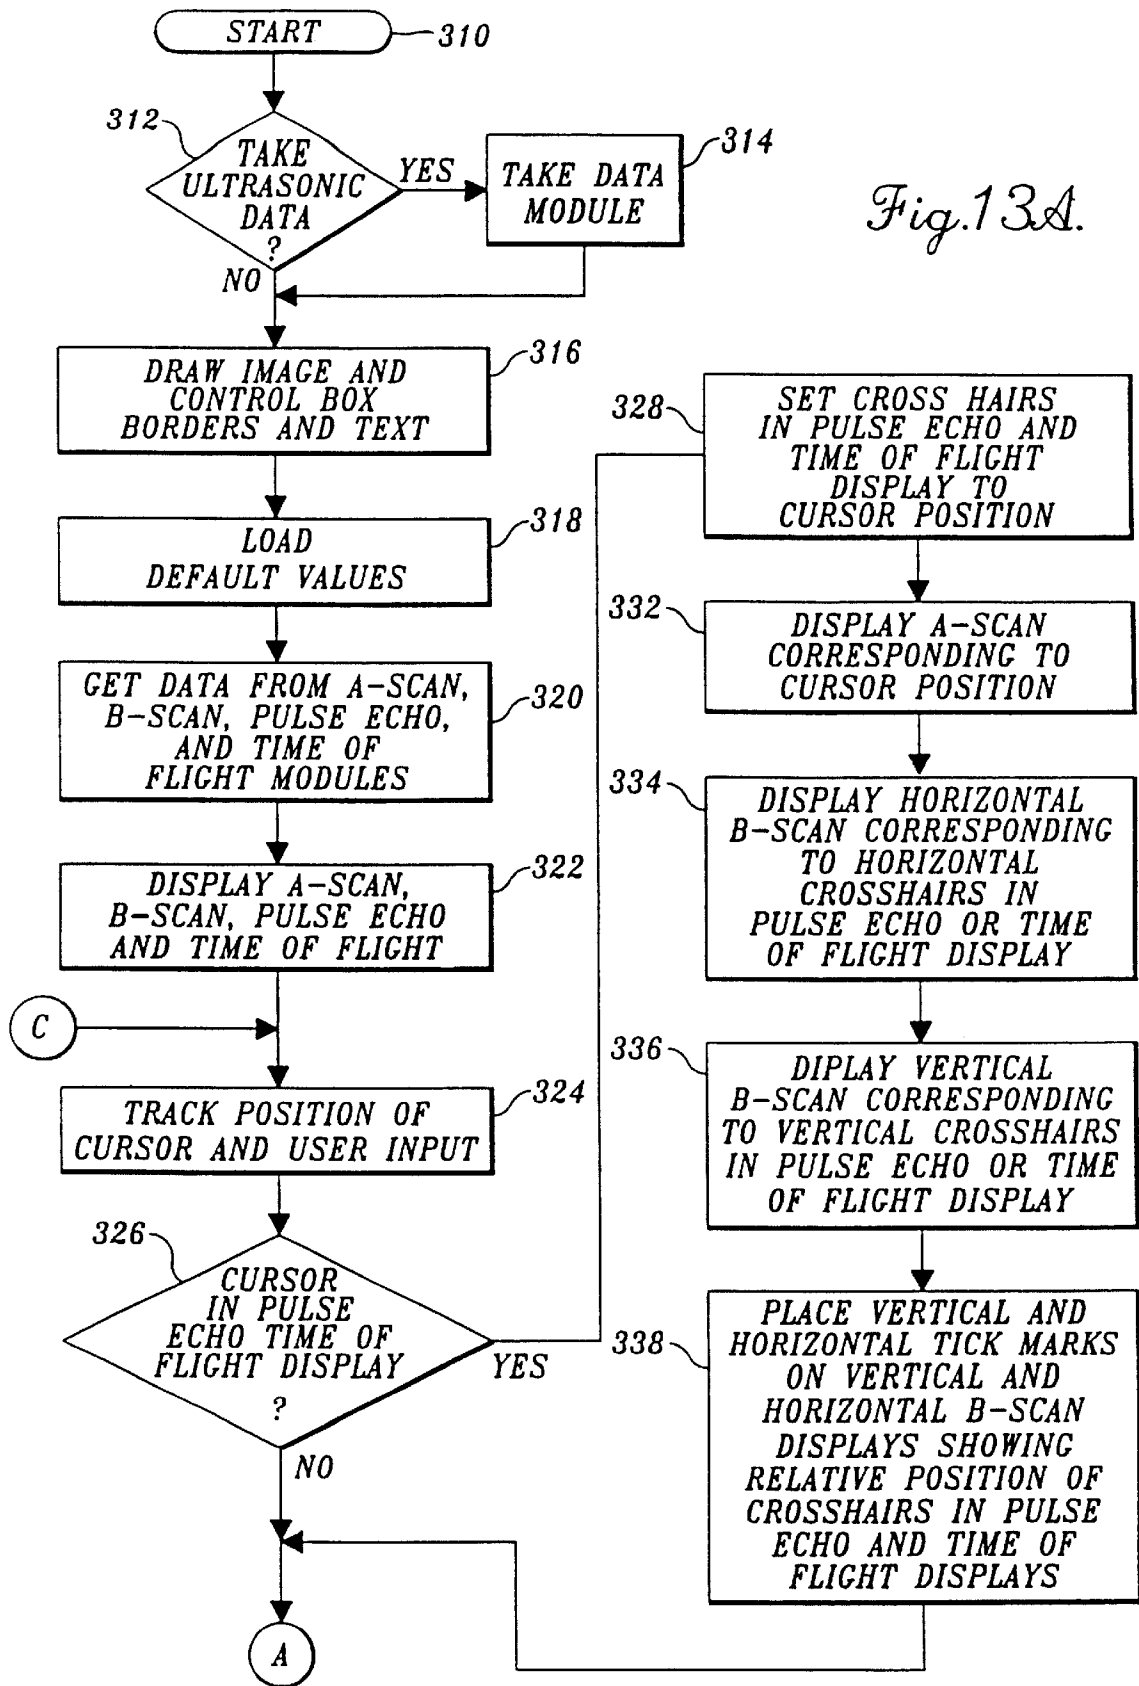 START
310
312
TAKE
ULTRASONIC
DATA
?
YES
NO
TAKE DATA
MODULE
314
Fig.13A.
DRAW IMAGE AND
CONTROL BOX
BORDERS AND TEXT
316
LOAD
DEFAULT VALUES
318
GET DATA FROM A-SCAN,
B-SCAN, PULSE ECHO,
AND TIME OF
FLIGHT MODULES
320
DISPLAY A-SCAN,
B-SCAN, PULSE ECHO
AND TIME OF FLIGHT
322
C
TRACK POSITION OF
CURSOR AND USER INPUT
324
326
CURSOR
IN PULSE
ECHO TIME OF
FLIGHT DISPLAY
?
YES
NO
A
328
SET CROSS HAIRS
IN PULSE ECHO AND
TIME OF FLIGHT
DISPLAY TO
CURSOR POSITION
332
DISPLAY A-SCAN
CORRESPONDING TO
CURSOR POSITION
334
DISPLAY HORIZONTAL
B-SCAN CORRESPONDING
TO HORIZONTAL
CROSSHAIRS IN
PULSE ECHO OR TIME
OF FLIGHT DISPLAY
336
DIPLAY VERTICAL
B-SCAN CORRESPONDING
TO VERTICAL CROSSHAIRS
IN PULSE ECHO OR TIME
OF FLIGHT DISPLAY
338
PLACE VERTICAL AND
HORIZONTAL TICK MARKS
ON VERTICAL AND
HORIZONTAL B-SCAN
DISPLAYS SHOWING
RELATIVE POSITION OF
CROSSHAIRS IN PULSE
ECHO AND TIME OF
FLIGHT DISPLAYS